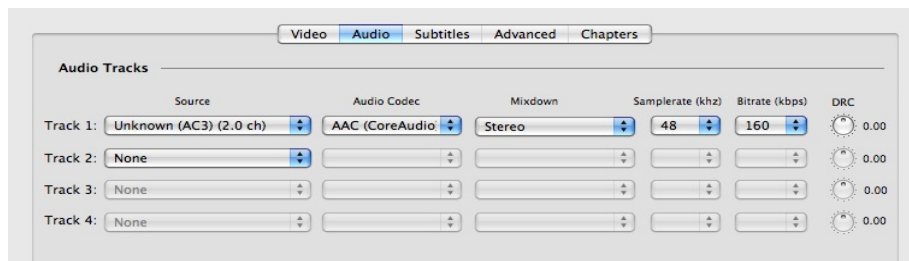 Video Audio Subtitles Advanced Chapters
Audio Tracks
Source Audio Codec Mixdown Samplerate (khz) Bitrate (kbps) DRC
Track 1: Unknown (AC3) (2.0 ch) AAC (CoreAudio) Stereo 48 160 0.00
Track 2: None 0.00
Track 3: None 0.00
Track 4: None 0.00